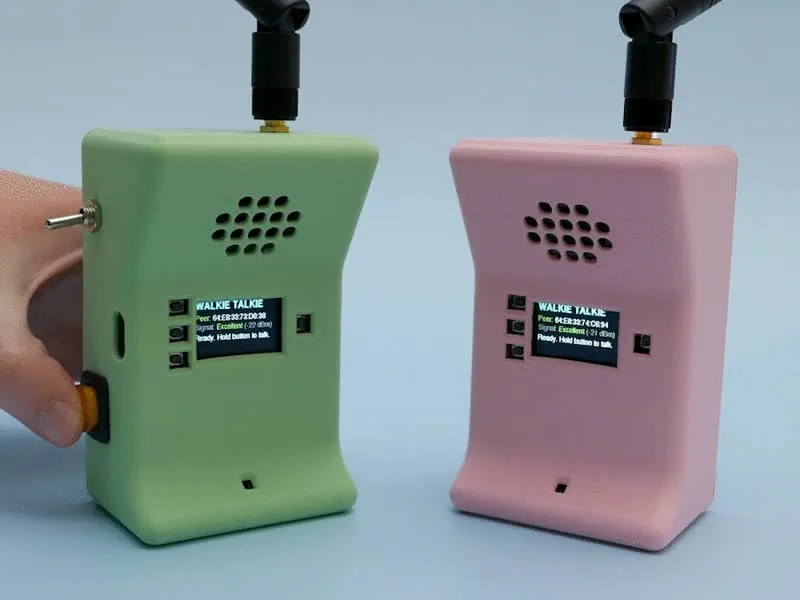 WALKIE TALKIE
Peer: 64:E8:33:73:D6:38
Signal: Excellent (-22 dBm)
Ready. Hold button to talk.
WALKIE TALKIE
Peer: 64:E8:33:74:C6:94
Signal: Excellent (-21 dBm)
Ready. Hold button to talk.